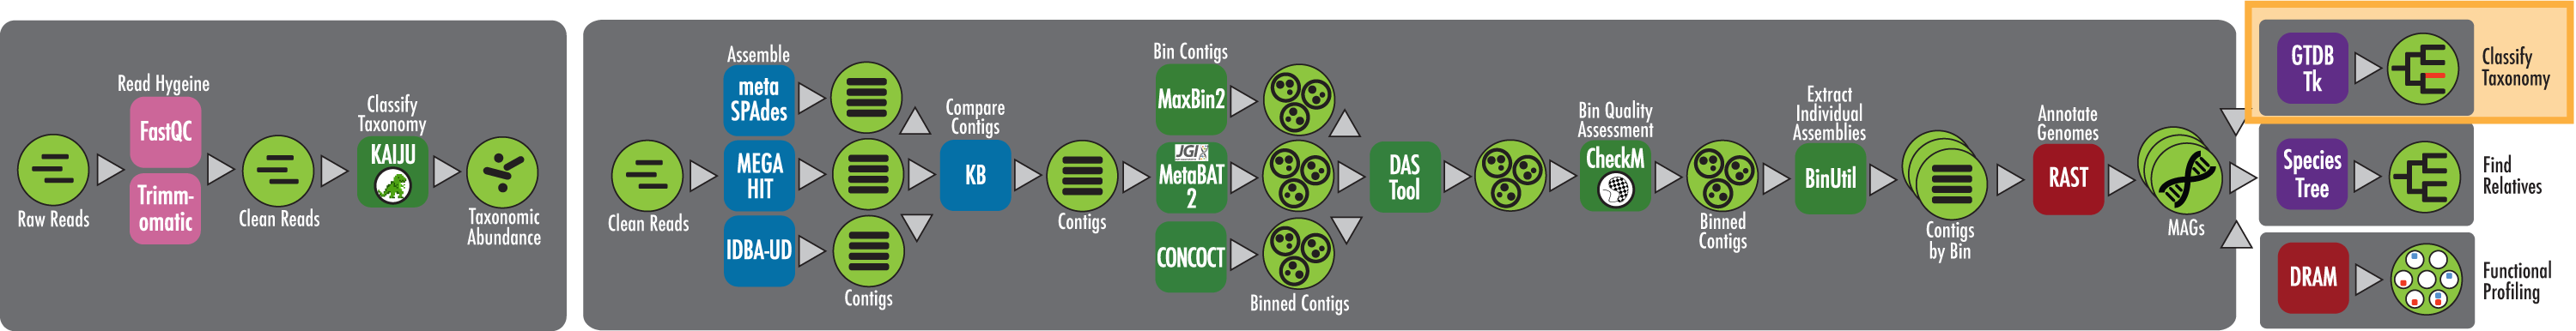 Raw Reads
Read Hygeine
FastQC
Trimm-
omatic
Clean Reads
Classify
Taxonomy
KAIJU
Taxonomic
Abundance
Clean Reads
Assemble
meta
SPAdes
MEGA
HIT
IDBA-UD
Contigs
Compare
Contigs
KB
Contigs
Bin Contigs
MaxBin2
JGI
MetaBAT
2
CONCOCT
Binned Contigs
DAS
Tool
Bin Quality
Assessment
CheckM
Binned
Contigs
Extract
Individual
Assemblies
BinUtil
Contigs
by Bin
Annotate
Genomes
RAST
MAGs
GTDB
Tk
Classify
Taxonomy
Species
Tree
Find
Relatives
DRAM
Functional
Profiling